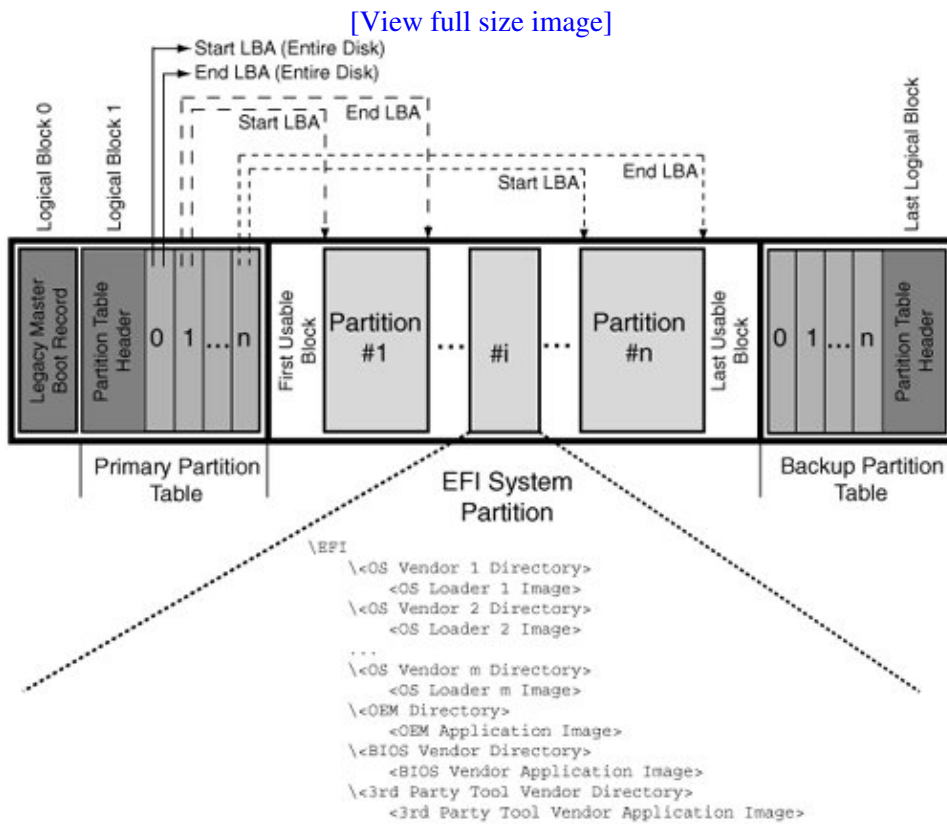 [View full size image]
Start LBA (Entire Disk)
End LBA (Entire Disk)
Start LBA
End LBA
Start LBA
End LBA
Logical Block 0
Logical Block 1
Last Logical Block
Legacy Master
Boot Record
Partition Table
Header
0
1
...
n
First Usable
Block
Partition
#1
...
#i
...
Partition
#n
Last Usable
Block
0
1
...
n
Partition Table
Header
Primary Partition
Table
EFI System
Partition
Backup Partition
Table
\EFI
\<OS Vendor 1 Directory>
<OS Loader 1 Image>
\<OS Vendor 2 Directory>
<OS Loader 2 Image>
...
\<OS Vendor m Directory>
<OS Loader m Image>
\<OEM Directory>
<OEM Application Image>
\<BIOS Vendor Directory>
<BIOS Vendor Application Image>
\<3rd Party Tool Vendor Directory>
<3rd Party Tool Vendor Application Image>